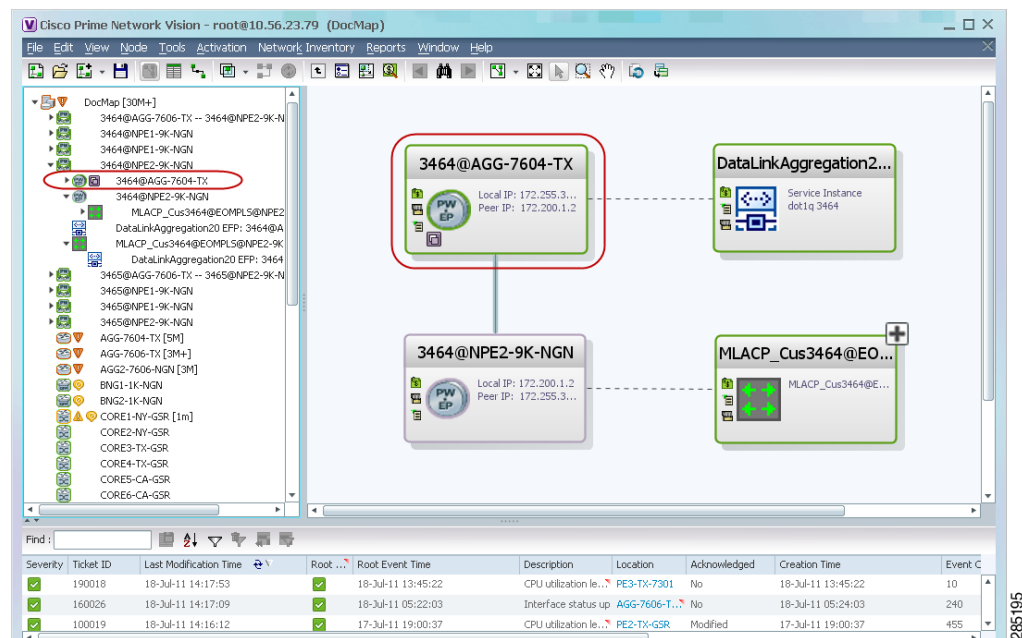 Cisco Prime Network Vision - root@10.56.23.79 (DocMap)
File Edit View Node Tools Activation Network Inventory Reports Window Help
DocMap [30M+]
3464@AGG-7606-TX -- 3464@NPE2-9K-N
3464@NPE1-9K-NGN
3464@NPE1-9K-NGN
3464@NPE2-9K-NGN
3464@AGG-7604-TX
3464@NPE2-9K-NGN
MLACP_Cus3464@EOMPLS@NPE2
DataLinkAggregation20 EFP: 3464@A
MLACP_Cus3464@EOMPLS@NPE2-9K
DataLinkAggregation20 EFP: 3464
3465@AGG-7606-TX -- 3465@NPE2-9K-N
3465@NPE1-9K-NGN
3465@NPE1-9K-NGN
3465@NPE2-9K-NGN
AGG-7604-TX [5M]
AGG-7606-TX [3M+]
AGG2-7606-NGN [3M]
BNG1-1K-NGN
BNG2-1K-NGN
CORE1-NY-GSR [1m]
CORE2-NY-GSR
CORE3-TX-GSR
CORE4-TX-GSR
CORE5-CA-GSR
CORE6-CA-GSR
3464@AGG-7604-TX
PW EP
Local IP: 172.255.3...
Peer IP: 172.200.1.2
DataLinkAggregation2...
Service Instance
dot1q 3464
3464@NPE2-9K-NGN
PW EP
Local IP: 172.200.1.2
Peer IP: 172.255.3...
MLACP_Cus3464@EO...
MLACP_Cus3464@E...
Find :
Severity Ticket ID Last Modification Time Root ... Root Event Time Description Location Acknowledged Creation Time Event C
190018 18-Jul-11 14:17:53 18-Jul-11 13:45:22 CPU utilization le... PE3-TX-7301 No 18-Jul-11 13:45:22 10
160026 18-Jul-11 14:17:09 18-Jul-11 05:22:03 Interface status up AGG-7606-T... No 18-Jul-11 05:24:03 240
100019 18-Jul-11 14:16:12 17-Jul-11 19:00:37 CPU utilization le... PE2-TX-GSR Modified 17-Jul-11 19:00:37 455
285195